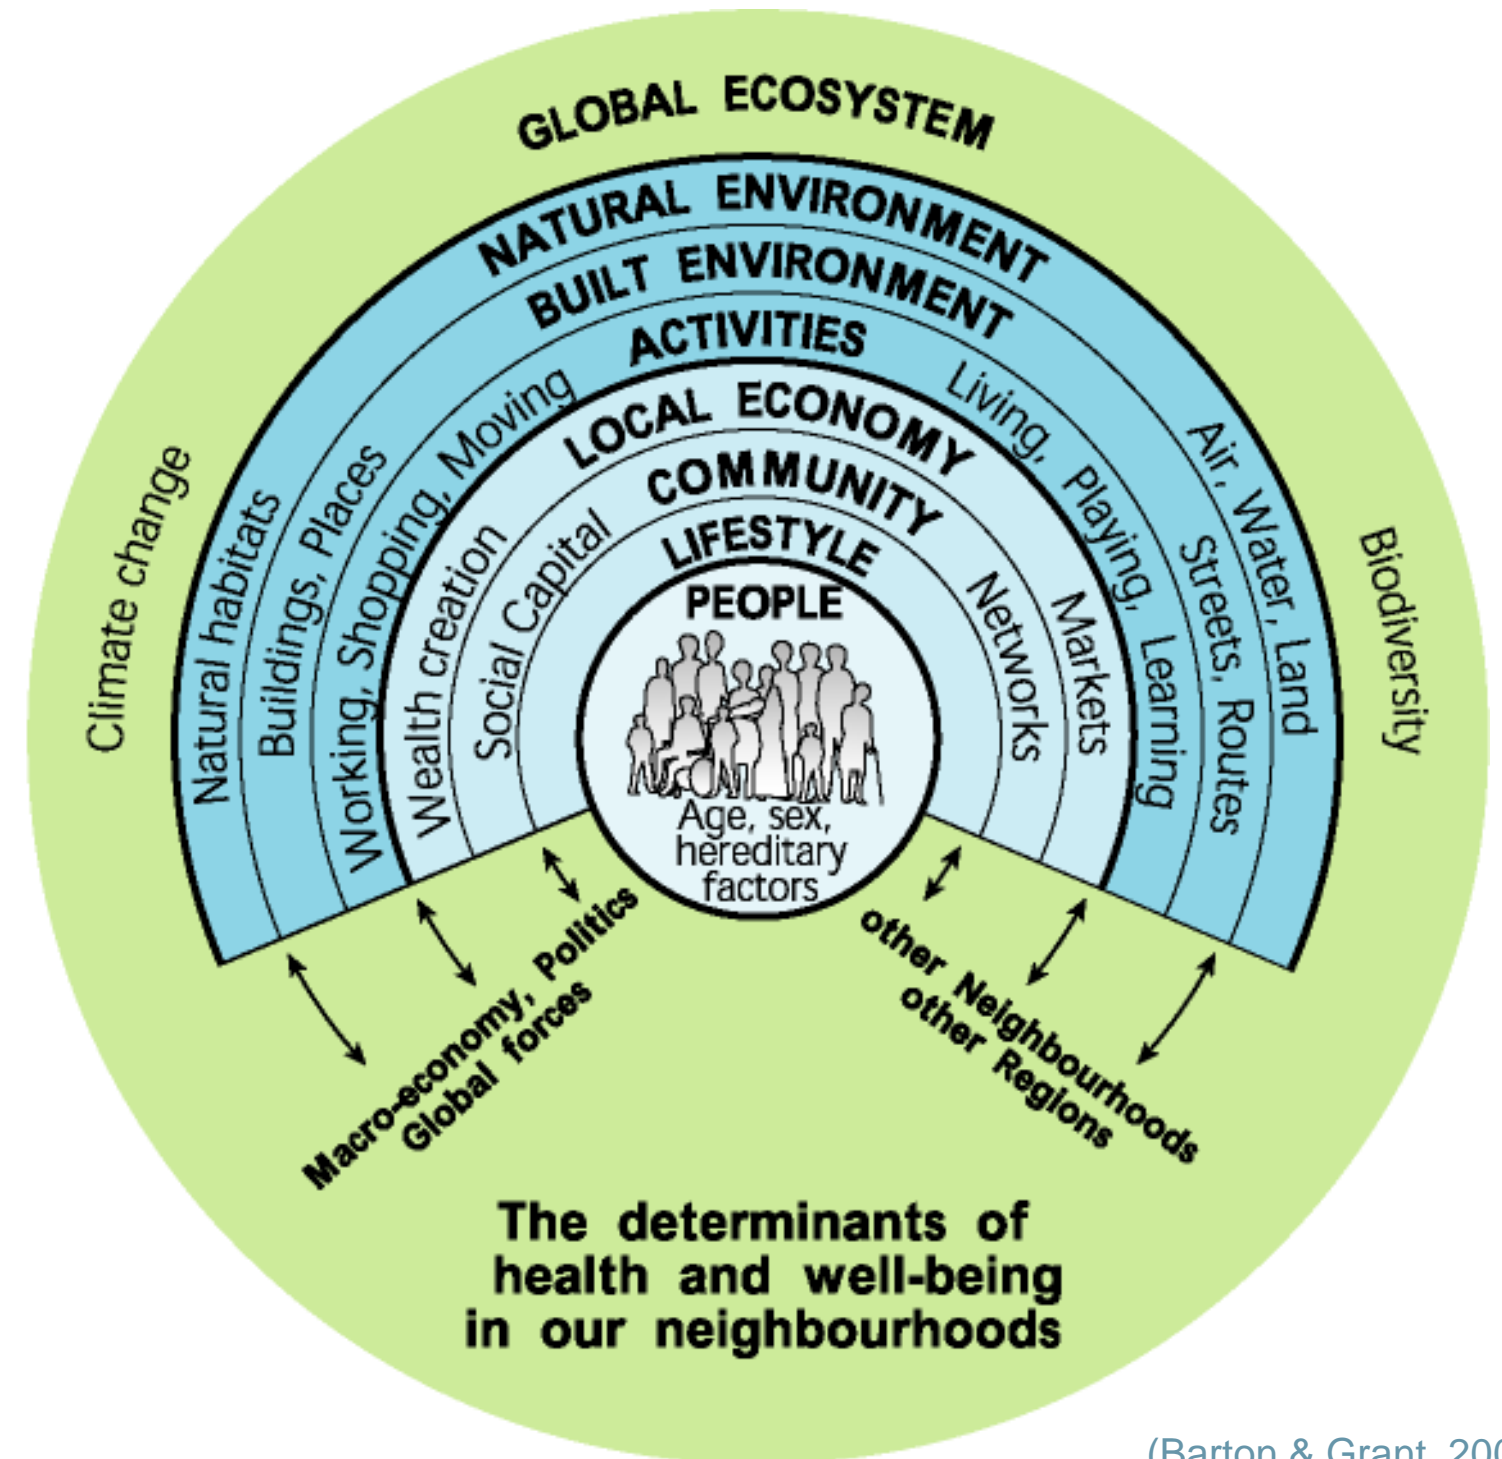 GLOBAL ECOSYSTEM
NATURAL ENVIRONMENT
BUILT ENVIRONMENT
ACTIVITIES
LOCAL ECONOMY
COMMUNITY
LIFESTYLE
PEOPLE
Age, sex,
hereditary
factors
Climate change
Natural habitats
Buildings, Places
Working, Shopping, Moving
Wealth creation
Social Capital
Networks
Markets
Living, Playing, Learning
Streets, Routes
Air, Water, Land
Biodiversity
Macro-economy, Politics
Global forces
other Neighbourhoods
other Regions
The determinants of
health and well-being
in our neighbourhoods
(Barton & Grant,